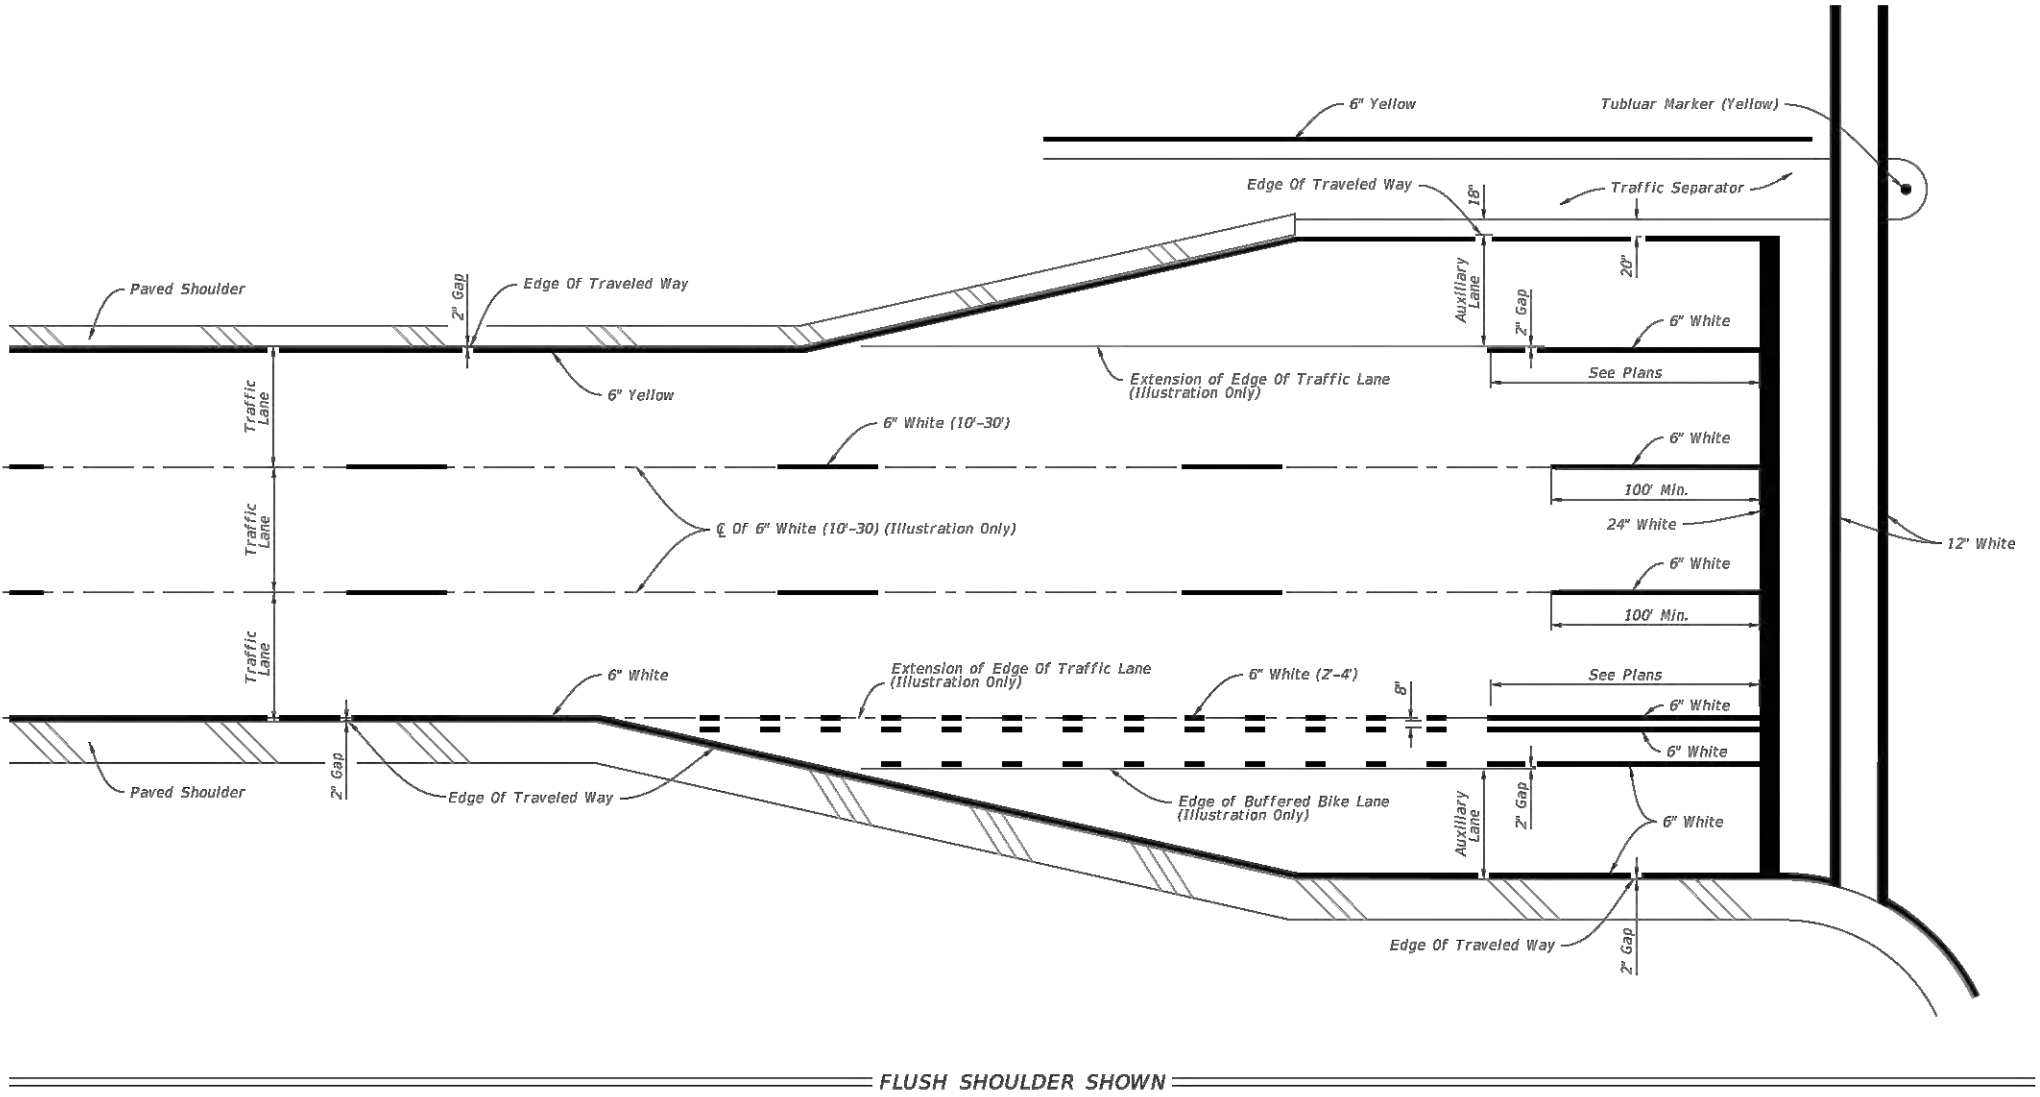 6" Yellow
Tubluar Marker (Yellow)
Edge Of Traveled Way
18"
Traffic Separator
Paved Shoulder
2" Gap
Edge Of Traveled Way
20"
Auxillary
Lane
2" Gap
6" White
6" Yellow
Extension of Edge Of Traffic Lane
(Illustration Only)
See Plans
Traffic
Lane
6" White (10'-30')
6" White
100' Min.
24" White
Traffic
Lane
℄ Of 6" White (10'-30) (Illustration Only)
12" White
6" White
100' Min.
Traffic
Lane
6" White
Extension of Edge Of Traffic Lane
(Illustration Only)
6" White (2'-4')
8"
See Plans
6" White
6" White
Paved Shoulder
2" Gap
Edge Of Traveled Way
Edge of Buffered Bike Lane
(Illustration Only)
Auxillary
Lane
2" Gap
6" White
Edge Of Traveled Way
2" Gap
FLUSH SHOULDER SHOWN